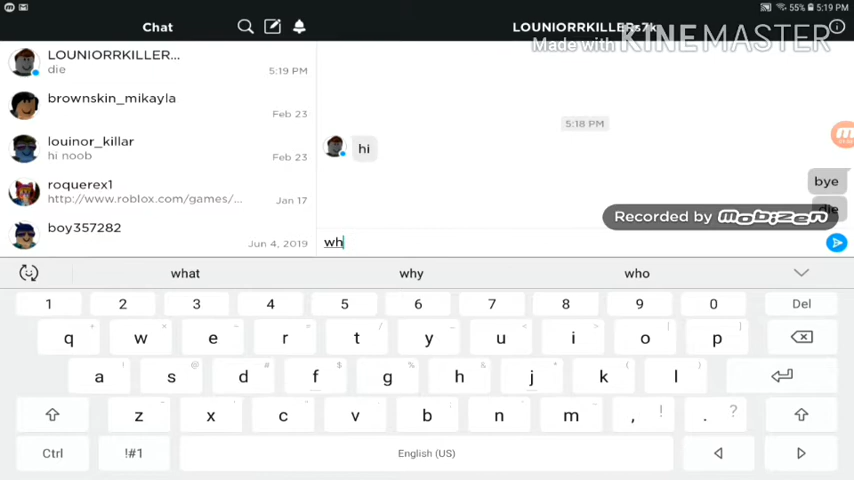 55% 5:19 PM
Chat
LOUNIORRKILLERs7k
Made with KINEMASTER
LOUNIORRKILLER...
die
5:19 PM
brownskin_mikayla
Feb 23
louinor_killar
hi noob
Feb 23
roquerex1
http://www.roblox.com/games/...
Jan 17
boy357282
Jun 4, 2019
5:18 PM
hi
bye
die
Recorded by mobizen
wh
what why who
1 2 3 4 5 6 7 8 9 0 Del
q w e r t y u i o p
a s d f g h j k l
z x c v b n m , ! . ?
Ctrl !#1 English (US)